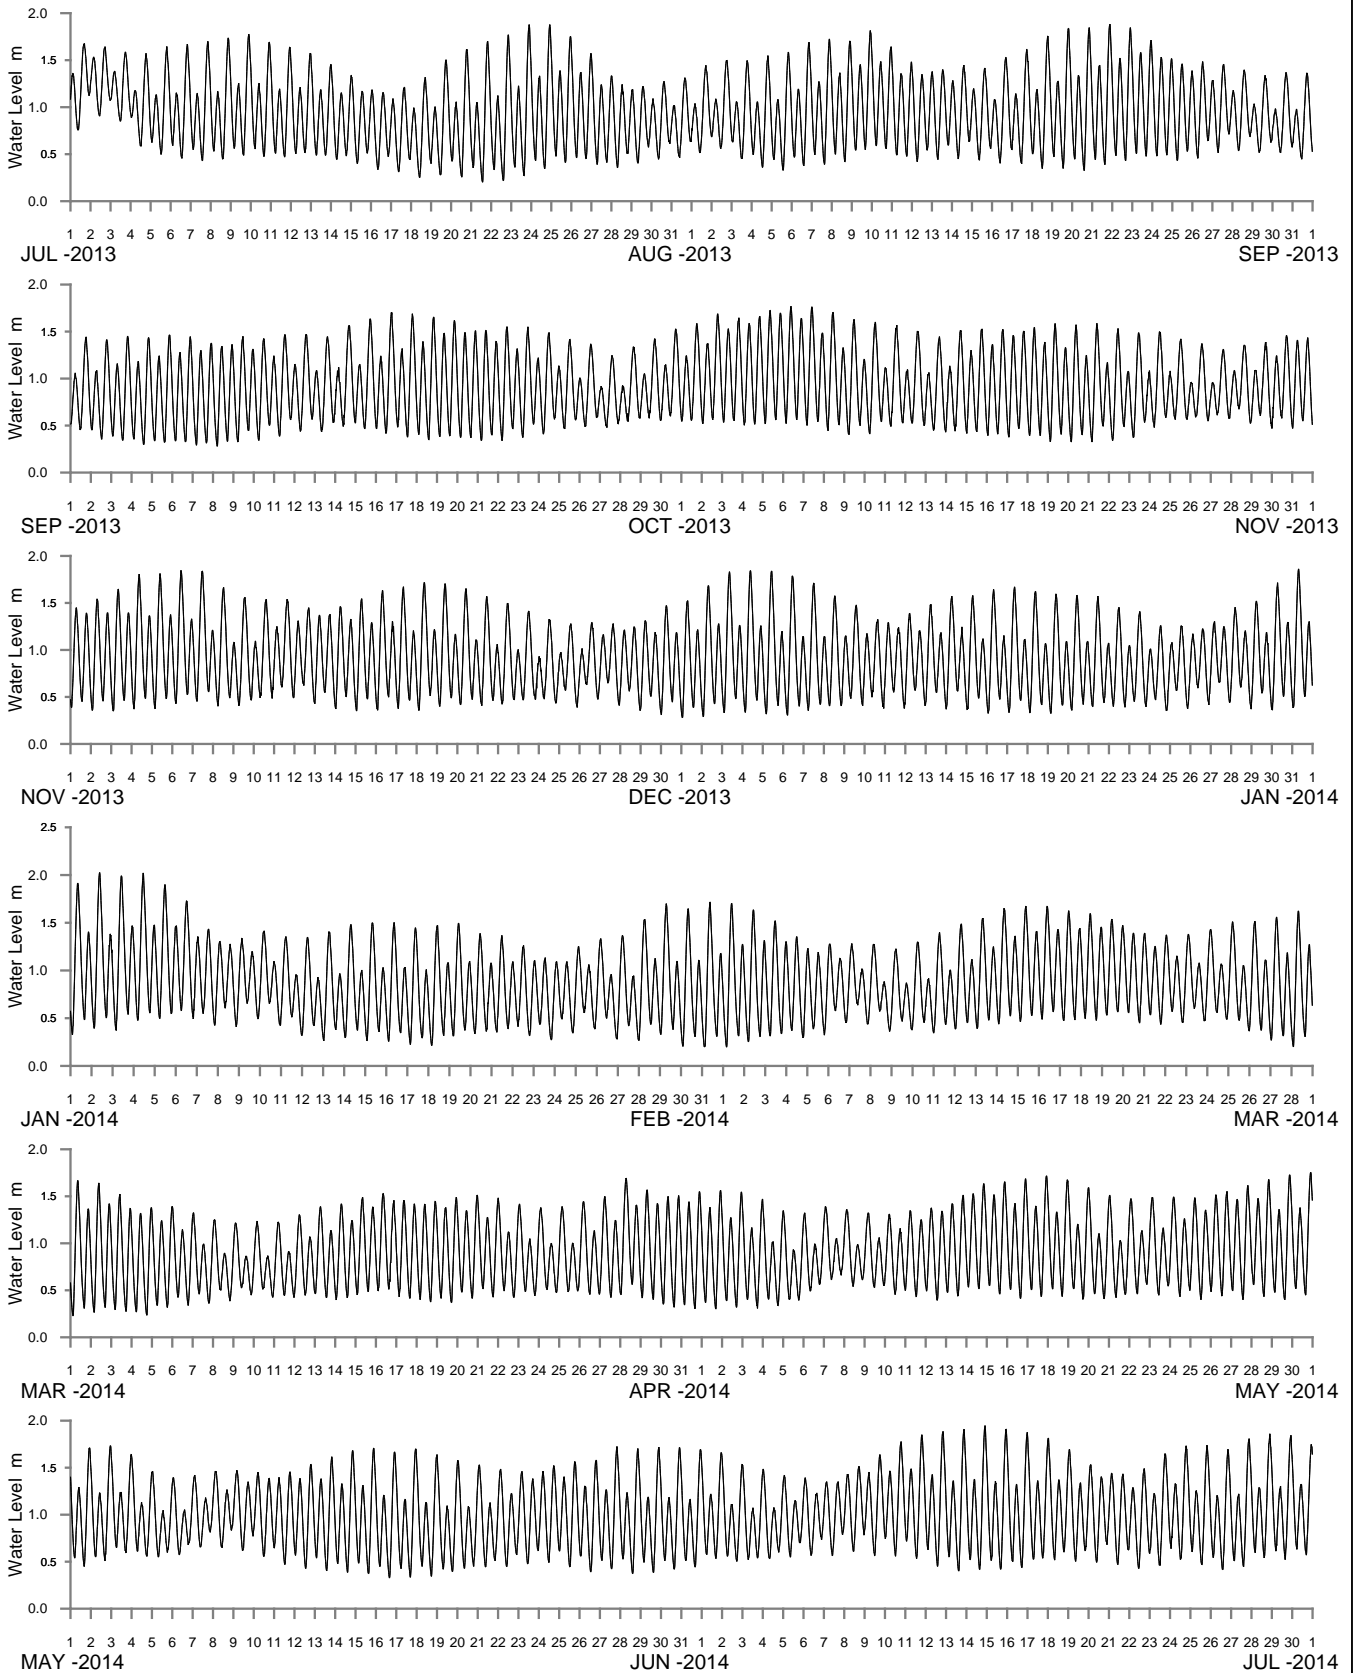 2.0
1.5
1.0
0.5
0.0
Water Level m
1 2 3 4 5 6 7 8 9 10 11 12 13 14 15 16 17 18 19 20 21 22 23 24 25 26 27 28 29 30 31 1 2 3 4 5 6 7 8 9 10 11 12 13 14 15 16 17 18 19 20 21 22 23 24 25 26 27 28 29 30 31 1
JUL -2013 AUG -2013 SEP -2013
2.0
1.5
1.0
0.5
0.0
Water Level m
1 2 3 4 5 6 7 8 9 10 11 12 13 14 15 16 17 18 19 20 21 22 23 24 25 26 27 28 29 30 1 2 3 4 5 6 7 8 9 10 11 12 13 14 15 16 17 18 19 20 21 22 23 24 25 26 27 28 29 30 31 1
SEP -2013 OCT -2013 NOV -2013
2.0
1.5
1.0
0.5
0.0
Water Level m
1 2 3 4 5 6 7 8 9 10 11 12 13 14 15 16 17 18 19 20 21 22 23 24 25 26 27 28 29 30 1 2 3 4 5 6 7 8 9 10 11 12 13 14 15 16 17 18 19 20 21 22 23 24 25 26 27 28 29 30 31 1
NOV -2013 DEC -2013 JAN -2014
2.5
2.0
1.5
1.0
0.5
0.0
Water Level m
1 2 3 4 5 6 7 8 9 10 11 12 13 14 15 16 17 18 19 20 21 22 23 24 25 26 27 28 29 30 31 1 2 3 4 5 6 7 8 9 10 11 12 13 14 15 16 17 18 19 20 21 22 23 24 25 26 27 28 1
JAN -2014 FEB -2014 MAR -2014
2.0
1.5
1.0
0.5
0.0
Water Level m
1 2 3 4 5 6 7 8 9 10 11 12 13 14 15 16 17 18 19 20 21 22 23 24 25 26 27 28 29 30 31 1 2 3 4 5 6 7 8 9 10 11 12 13 14 15 16 17 18 19 20 21 22 23 24 25 26 27 28 29 30 1
MAR -2014 APR -2014 MAY -2014
2.0
1.5
1.0
0.5
0.0
Water Level m
1 2 3 4 5 6 7 8 9 10 11 12 13 14 15 16 17 18 19 20 21 22 23 24 25 26 27 28 29 30 31 1 2 3 4 5 6 7 8 9 10 11 12 13 14 15 16 17 18 19 20 21 22 23 24 25 26 27 28 29 30 1
MAY -2014 JUN -2014 JUL -2014